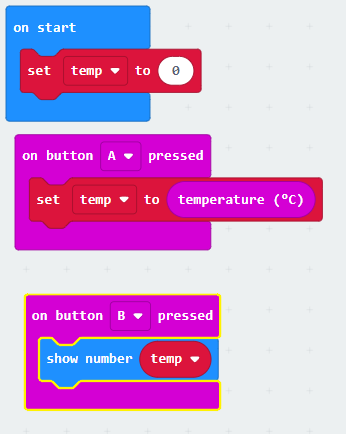 on start
set temp to 0
on button A pressed
set temp to temperature (°C)
on button B pressed
show number temp